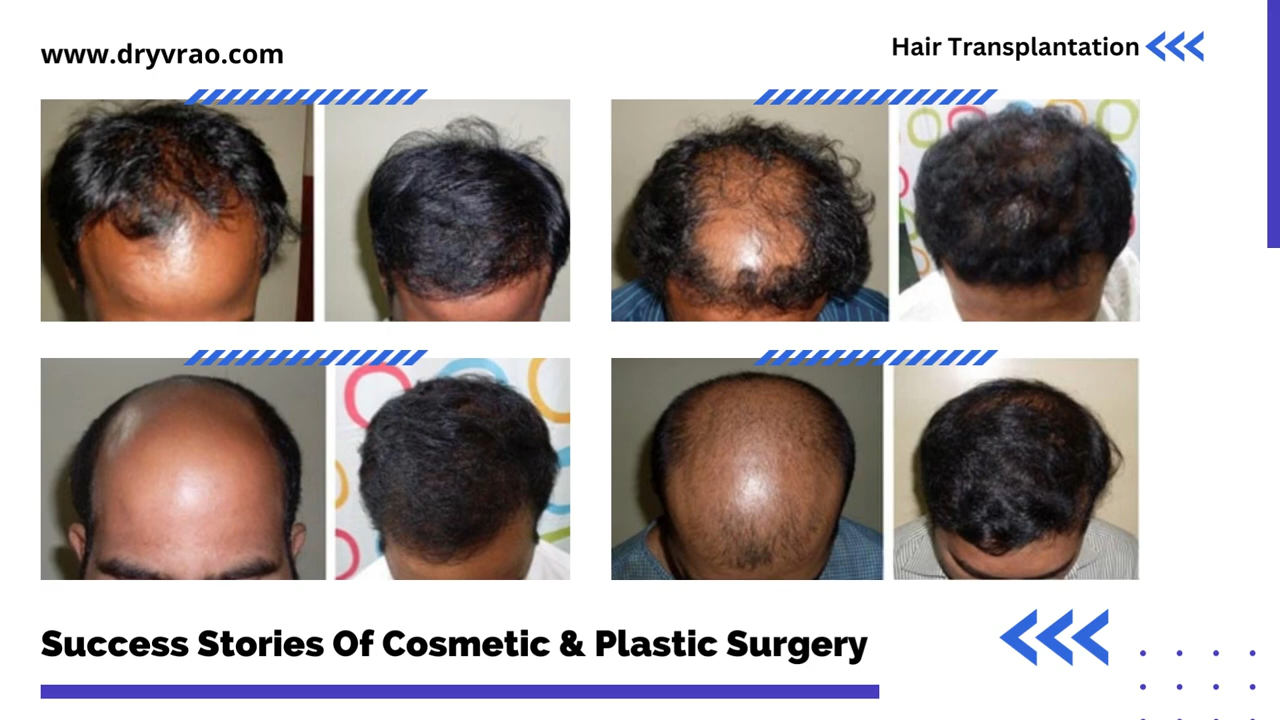 www.dryvrao.com
Hair Transplantation
Success Stories Of Cosmetic & Plastic Surgery